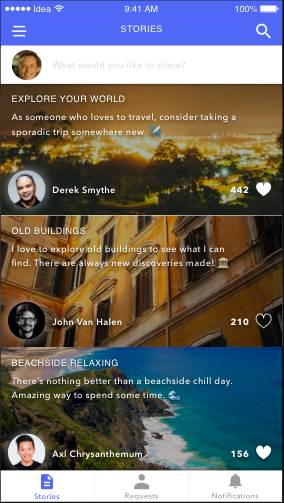 Idea 9:41 AM 100%
STORIES
What would you like to share?
EXPLORE YOUR WORLD
As someone who loves to travel, consider taking a
sporadic trip somewhere new. ✈️
Derek Smythe 442
OLD BUILDINGS
I love to explore old buildings to see what I can
find. There are always new discoveries made! 🏛️
John Van Halen 210
BEACHSIDE RELAXING
There's nothing better than a beachside chill day.
Amazing way to spend some time. 🌊
Axl Chrysanthemum 156
Stories Requests Notifications